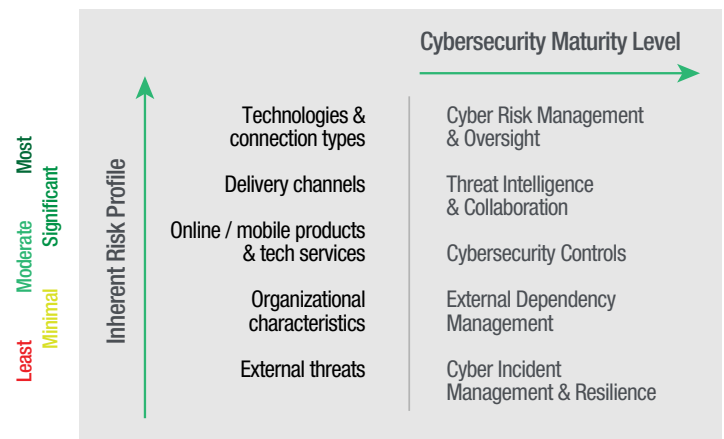 Cybersecurity Maturity Level
Most
Significant
Moderate
Minimal
Least
Inherent Risk Profile
Technologies &
connection types
Delivery channels
Online / mobile products
& tech services
Organizational
characteristics
External threats
Cyber Risk Management
& Oversight
Threat Intelligence
& Collaboration
Cybersecurity Controls
External Dependency
Management
Cyber Incident
Management & Resilience